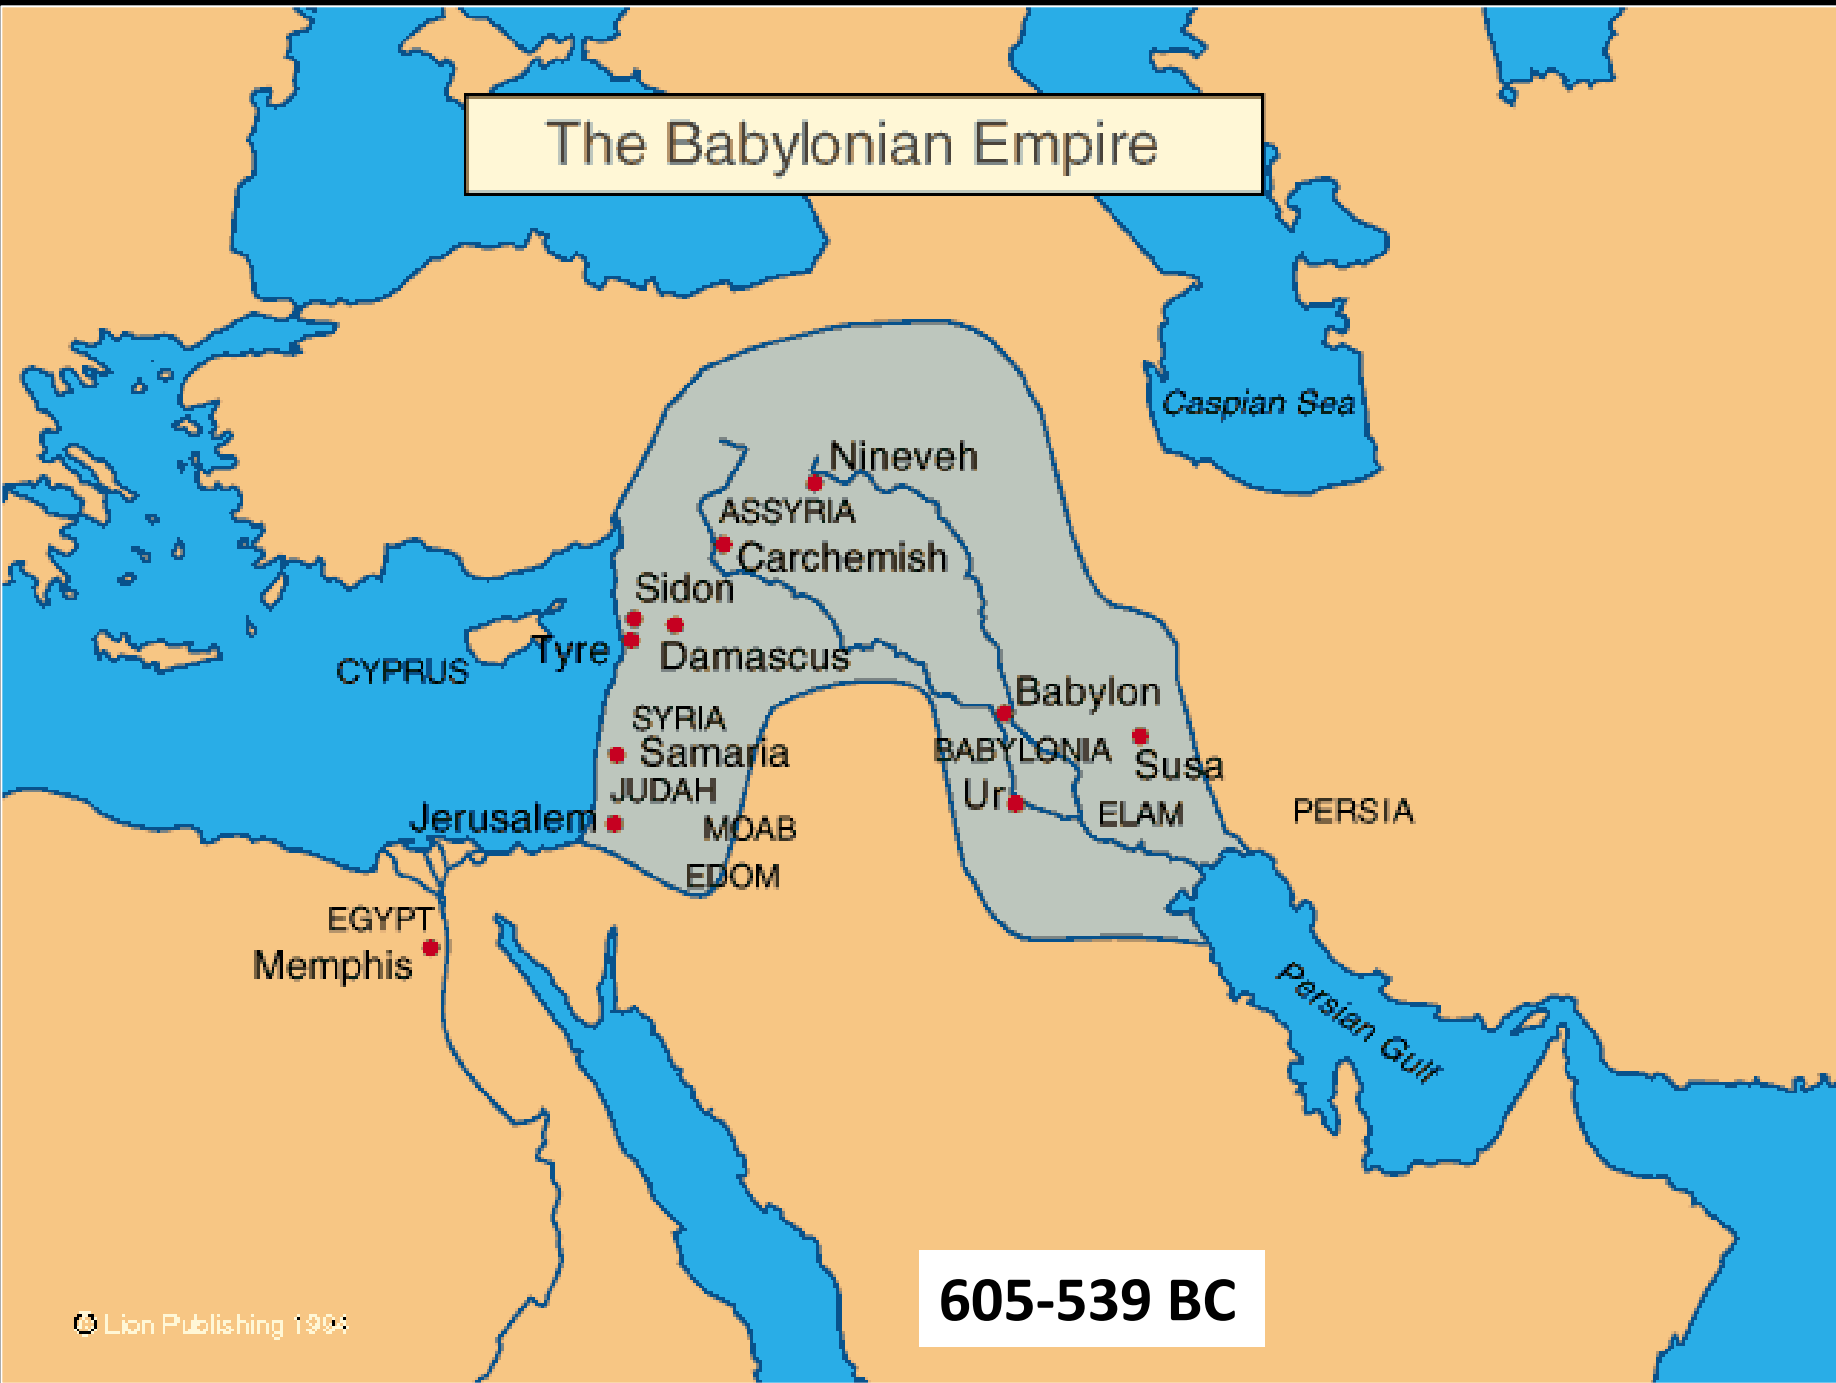 The Babylonian Empire
Caspian Sea
Nineveh
ASSYRIA
Carchemish
Sidon
Tyre
Damascus
CYPRUS
Babylon
SYRIA
Samaria
BABYLONIA
Susa
JUDAH
Ur
Jerusalem
MOAB
ELAM
PERSIA
EDOM
EGYPT
Memphis
Persian Gulf
605-539 BC
© Lion Publishing